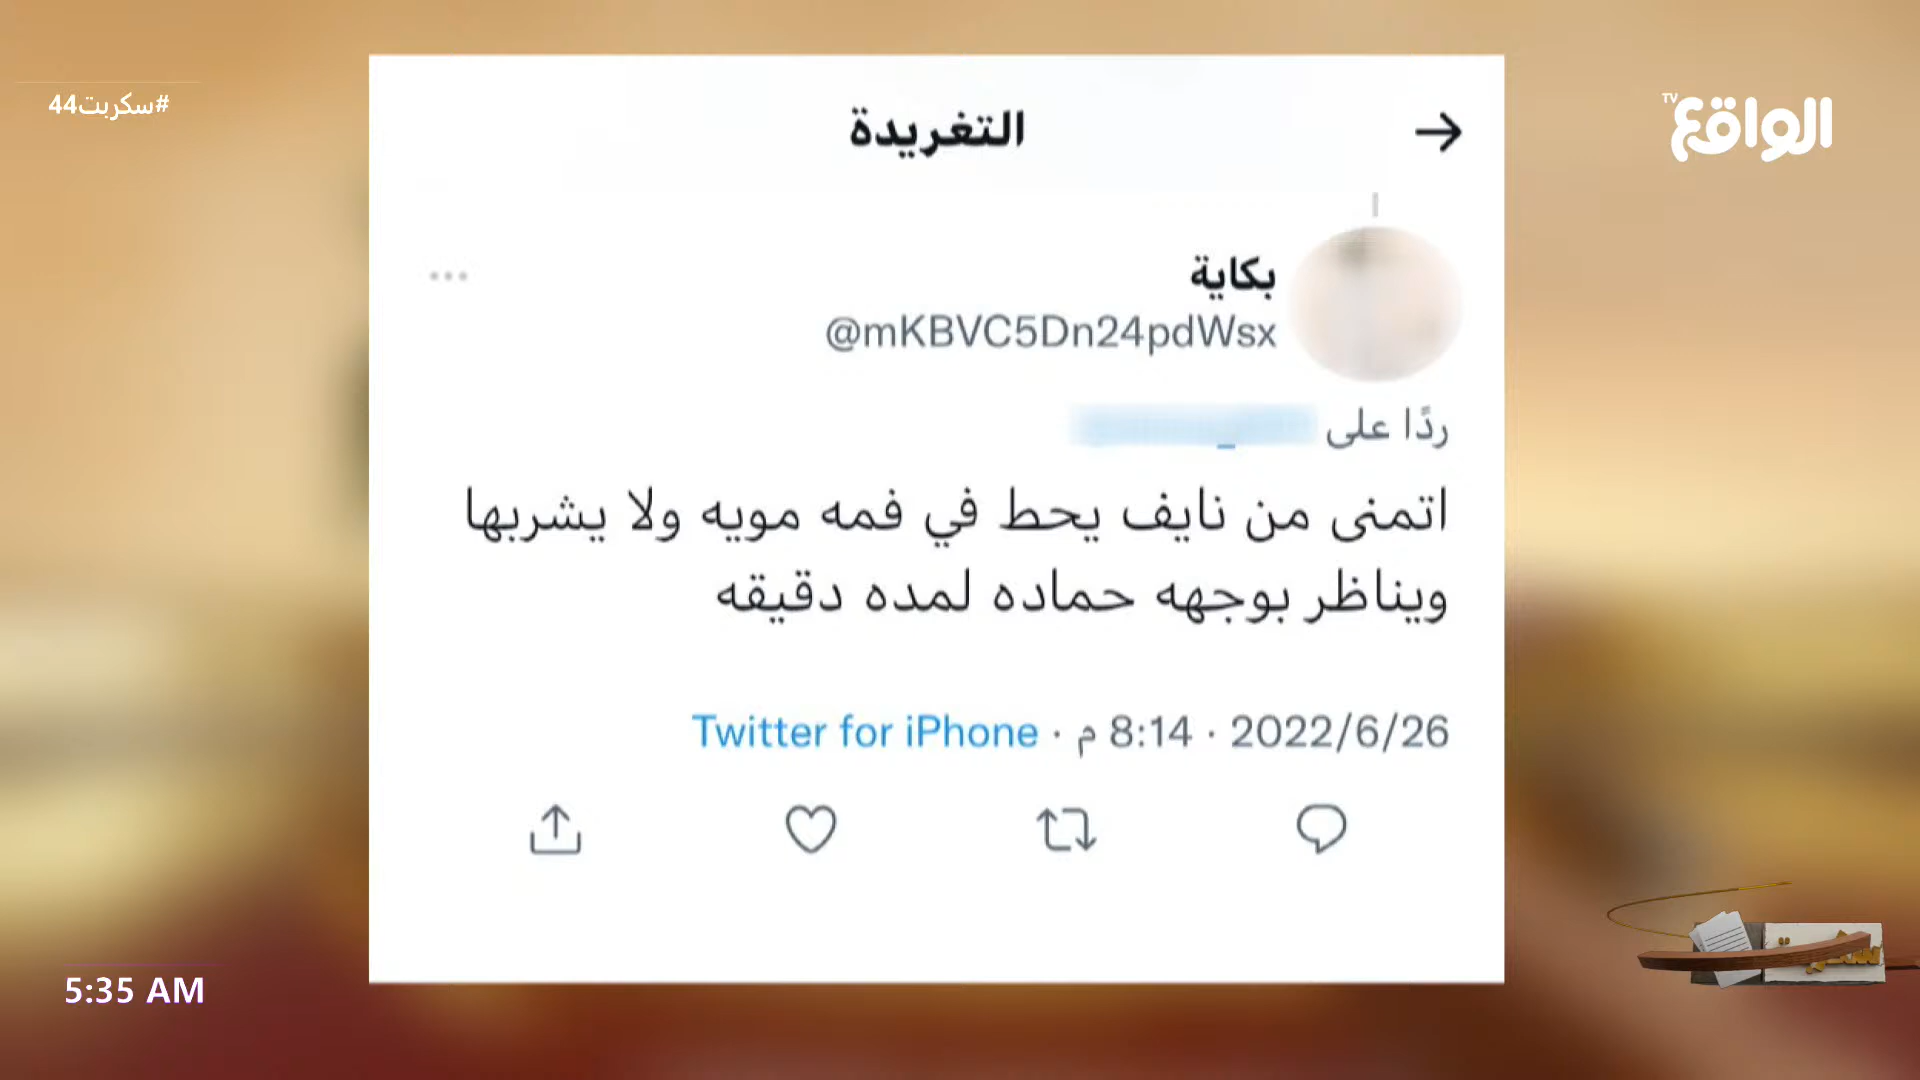 #سكربت44
الواقع TV
التغريدة
بكاية
@mKBVC5Dn24pdWsx
ردًا على
اتمنى من نايف يحط في فمه مويه ولا يشربها
ويناظر بوجهه حماده لمده دقيقه
2022/6/26 · 8:14 م · Twitter for iPhone
5:35 AM